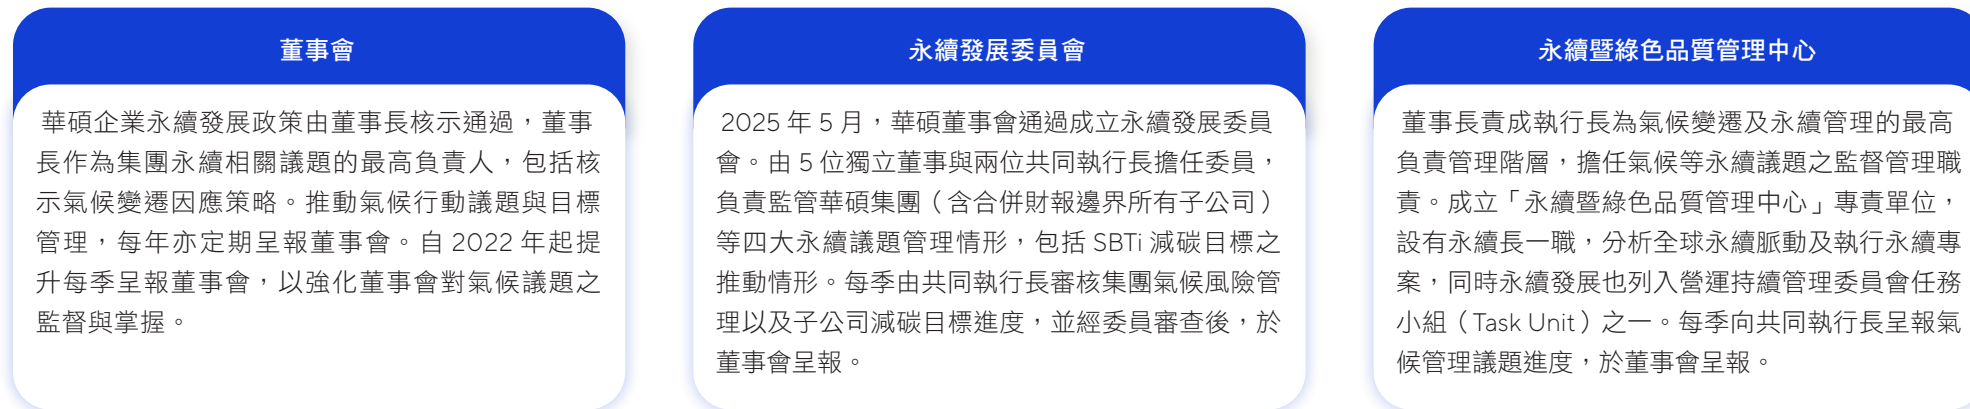 董事會
華碩企業永續發展政策由董事長核示通過，董事
長作為集團永續相關議題的最高負責人，包括核
示氣候變遷因應策略。推動氣候行動議題與目標
管理，每年亦定期呈報董事會。自 2022 年起提
升每季呈報董事會，以強化董事會對氣候議題之
監督與掌握。
永續發展委員會
2025 年 5 月，華碩董事會通過成立永續發展委員
會。由 5 位獨立董事與兩位共同執行長擔任委員，
負責監管華碩集團（含合併財報邊界所有子公司）
等四大永續議題管理情形，包括 SBTi 減碳目標之
推動情形。每季由共同執行長審核集團氣候風險管
理以及子公司減碳目標進度，並經委員審查後，於
董事會呈報。
永續暨綠色品質管理中心
董事長責成執行長為氣候變遷及永續管理的最高
負責管理階層，擔任氣候等永續議題之監督管理職
責。成立「永續暨綠色品質管理中心」專責單位，
設有永續長一職，分析全球永續脈動及執行永續專
案，同時永續發展也列入營運持續管理委員會任務
小組（Task Unit）之一。每季向共同執行長呈報氣
候管理議題進度，於董事會呈報。